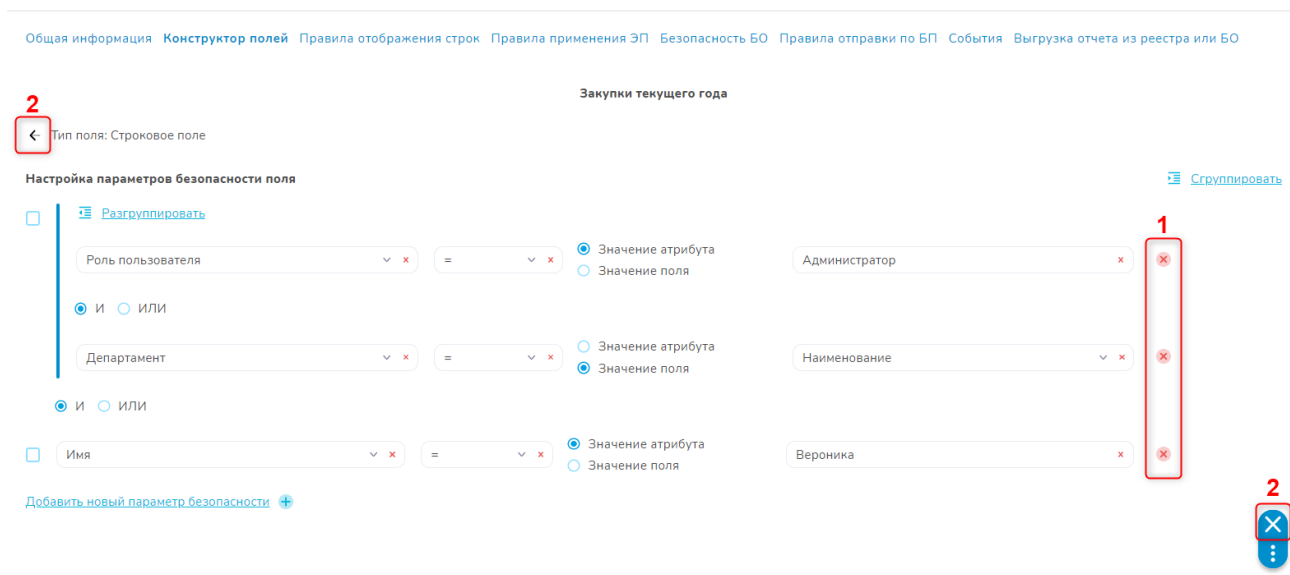 Общая информация Конструктор полей Правила отображения строк Правила применения ЭП Безопасность БО Правила отправки по БП События Выгрузка отчета из реестра или БО
Закупки текущего года
2
Тип поля: Строковое поле
Настройка параметров безопасности поля Сгруппировать
Разгруппировать
1
Роль пользователя = Значение атрибута Администратор
Значение поля
И ИЛИ
Департамент = Значение атрибута Наименование
Значение поля
И ИЛИ
Имя = Значение атрибута Вероника
Значение поля
Добавить новый параметр безопасности
2